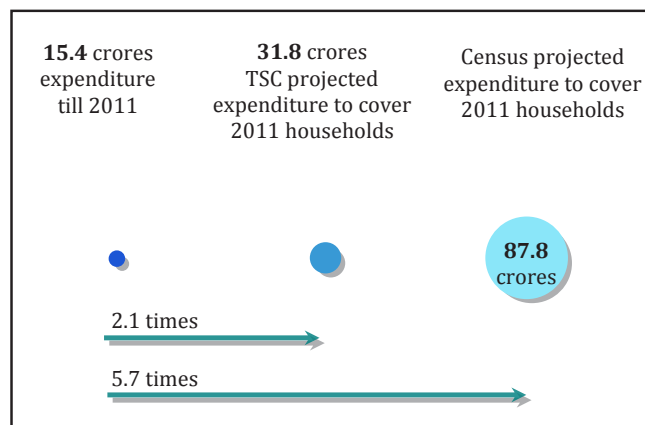 15.4 crores
expenditure
till 2011
31.8 crores
TSC projected
expenditure to cover
2011 households
Census projected
expenditure to cover
2011 households
87.8
crores
2.1 times
5.7 times